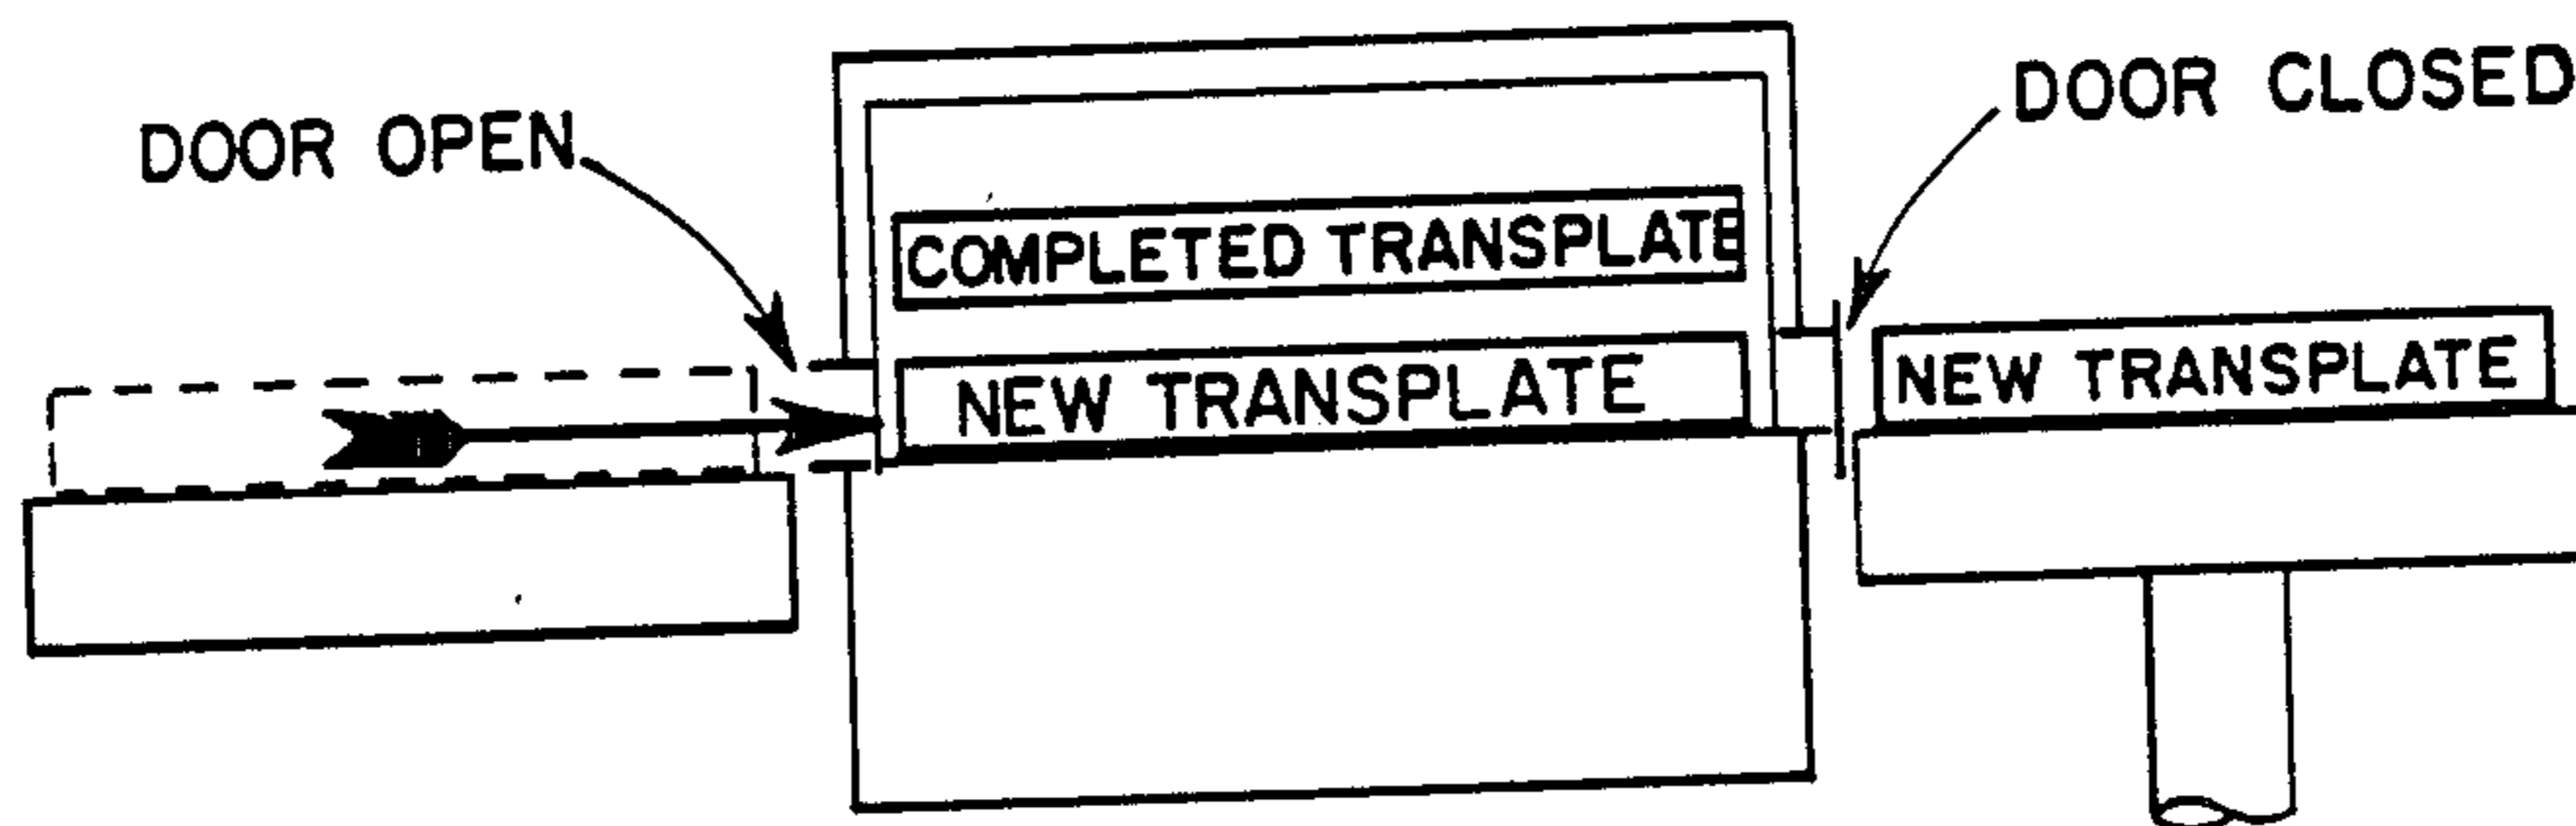 DOOR OPEN
DOOR CLOSED
COMPLETED TRANSPLATE
NEW TRANSPLATE
NEW TRANSPLATE